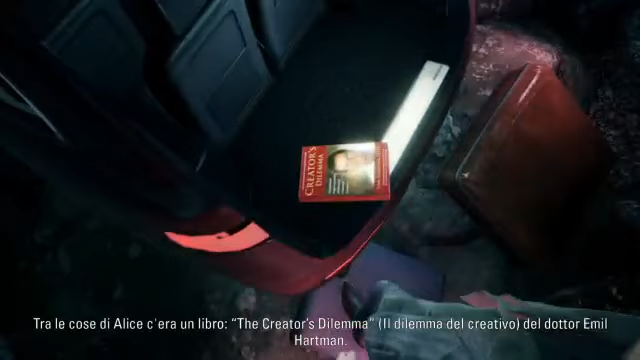 CREATOR'S
DILEMMA
Tra le cose di Alice c'era un libro: “The Creator's Dilemma” (Il dilemma del creativo) del dottor Emil
Hartman.